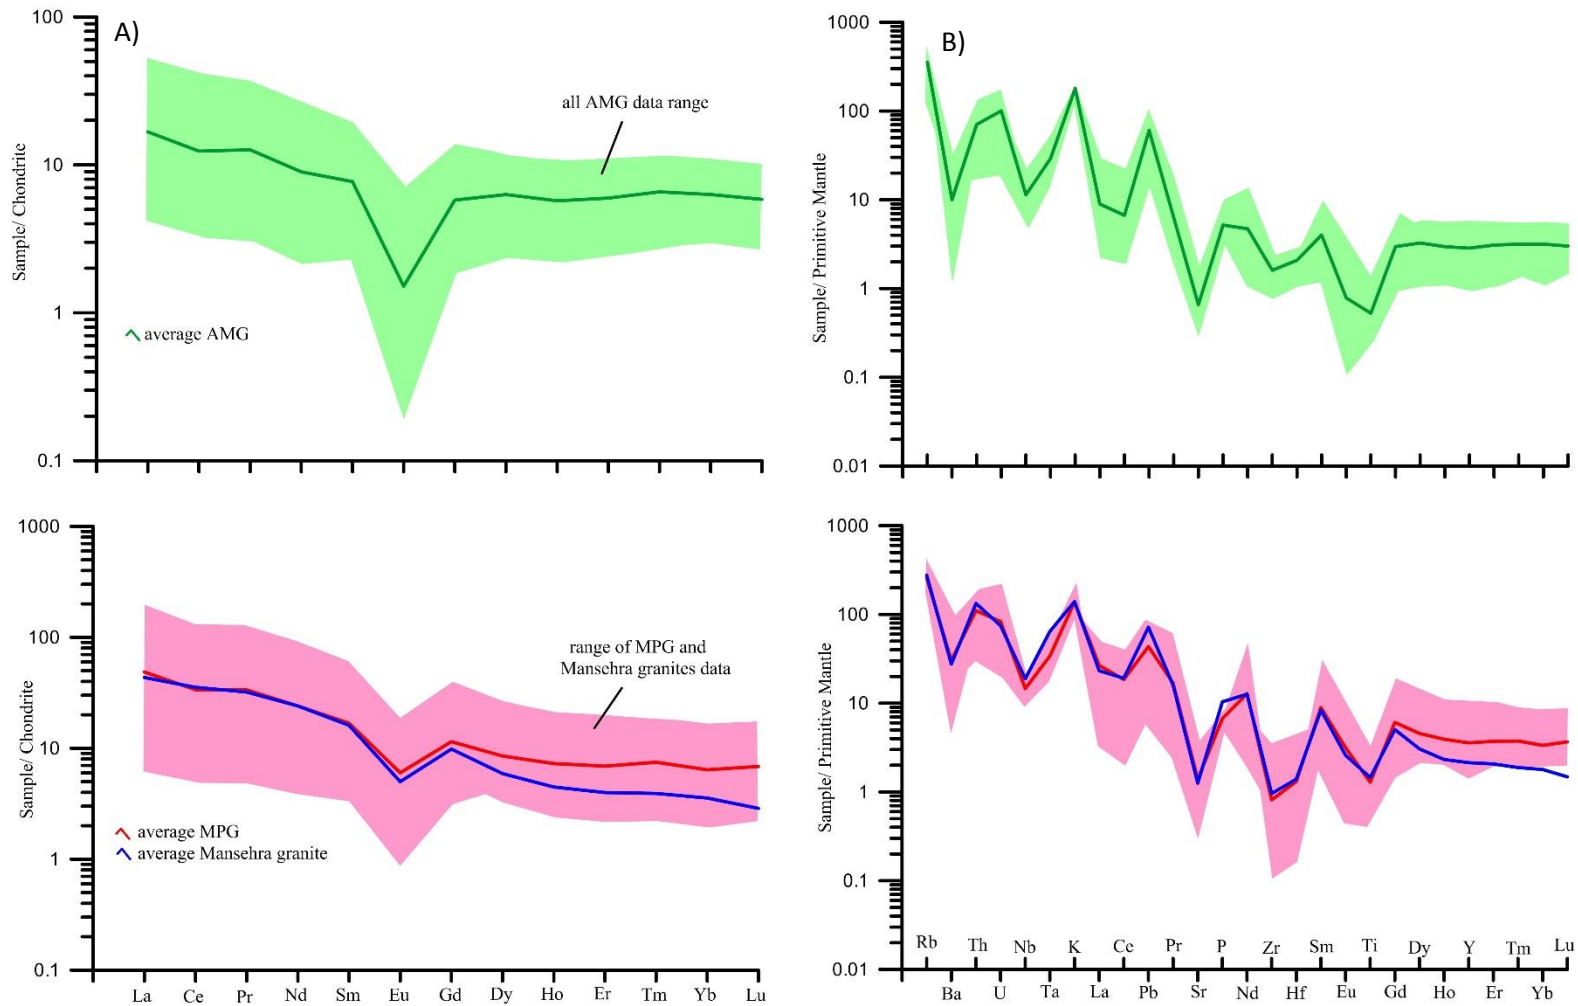 A)
100
10
1
0.1
Sample/ Chondrite
all AMG data range
average AMG
B)
1000
100
10
1
0.1
0.01
Sample/ Primitive Mantle
1000
100
10
1
0.1
Sample/ Chondrite
range of MPG and
Mansehra granites data
average MPG
average Mansehra granite
La Ce Pr Nd Sm Eu Gd Dy Ho Er Tm Yb Lu
1000
100
10
1
0.1
0.01
Sample/ Primitive Mantle
Rb Th Nb K Ce Pr P Zr Sm Ti Dy Y Tm Lu
Ba U Ta La Pb Sr Nd Hf Eu Gd Ho Er Yb